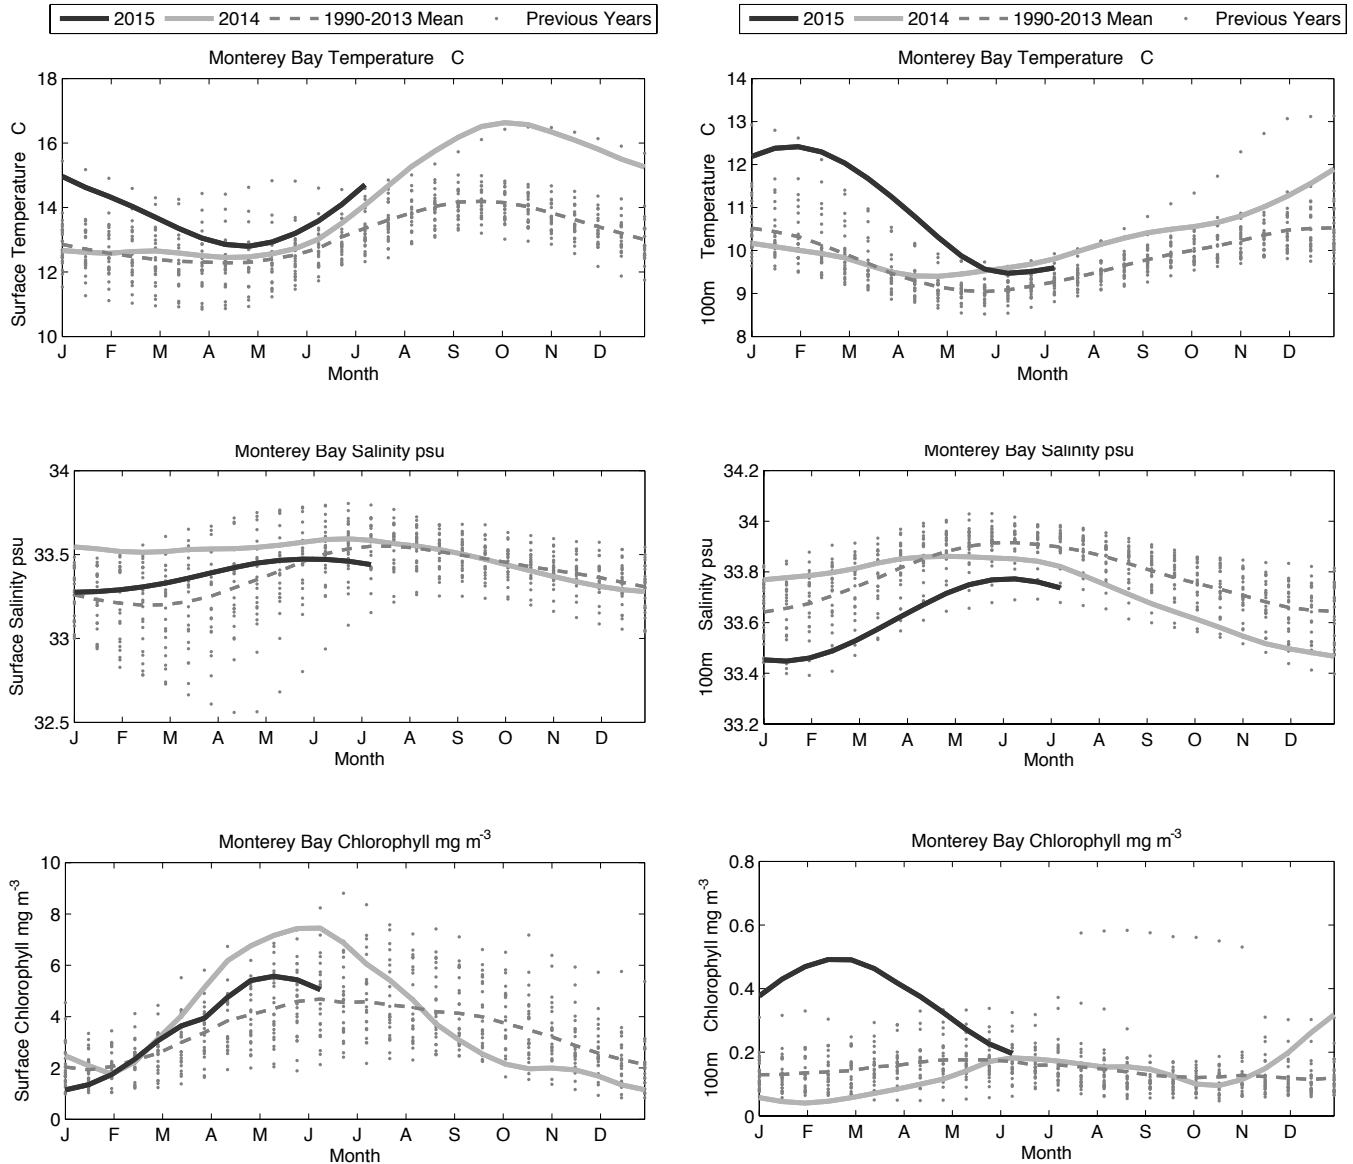 2015 2014 1990-2013 Mean Previous Years
Monterey Bay Temperature C
Surface Temperature C
18
16
14
12
10
J F M A M J J A S O N D
Month
2015 2014 1990-2013 Mean Previous Years
Monterey Bay Temperature C
100m Temperature C
14
13
12
11
10
9
8
J F M A M J J A S O N D
Month
Monterey Bay Salinity psu
Surface Salinity psu
34
33.5
33
32.5
J F M A M J J A S O N D
Month
Monterey Bay Salinity psu
100m Salinity psu
34.2
34
33.8
33.6
33.4
33.2
J F M A M J J A S O N D
Month
Monterey Bay Chlorophyll mg m-3
Surface Chlorophyll mg m-3
10
8
6
4
2
0
J F M A M J J A S O N D
Month
Monterey Bay Chlorophyll mg m-3
100m Chlorophyll mg m-3
0.8
0.6
0.4
0.2
0
J F M A M J J A S O N D
Month